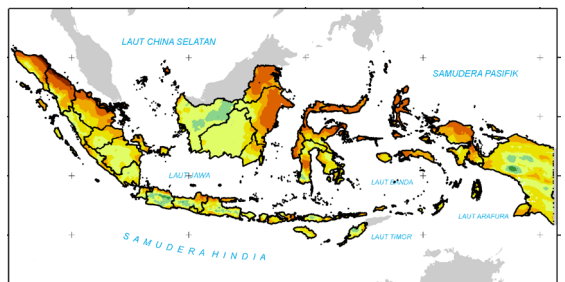 LAUT CHINA SELATAN
SAMUDERA PASIFIK
LAUT JAWA
LAUT BANDA
LAUT ARAFURA
LAUT TIMOR
SAMUDERA HINDIA